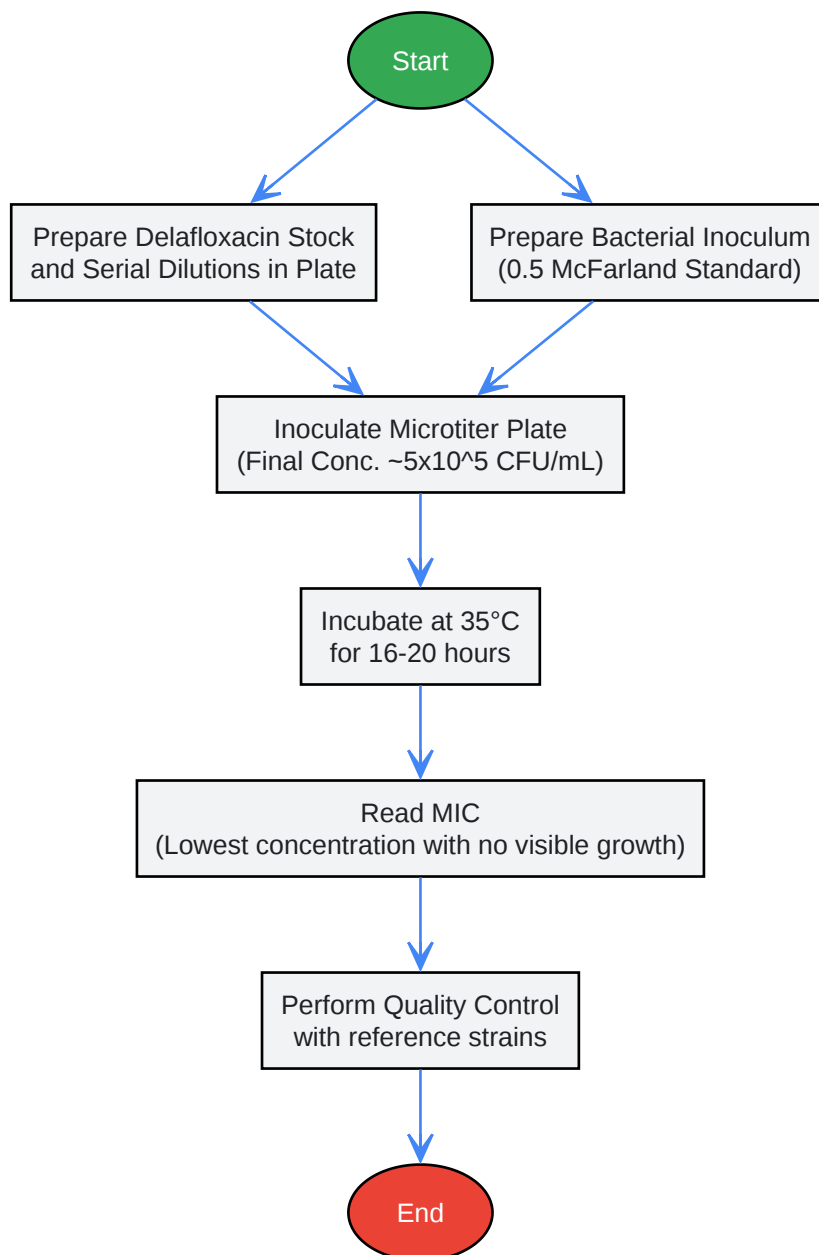 Start
Prepare Delafloxacin Stock
and Serial Dilutions in Plate
Prepare Bacterial Inoculum
(0.5 McFarland Standard)
Inoculate Microtiter Plate
(Final Conc. ~5x10^5 CFU/mL)
Incubate at 35°C
for 16-20 hours
Read MIC
(Lowest concentration with no visible growth)
Perform Quality Control
with reference strains
End